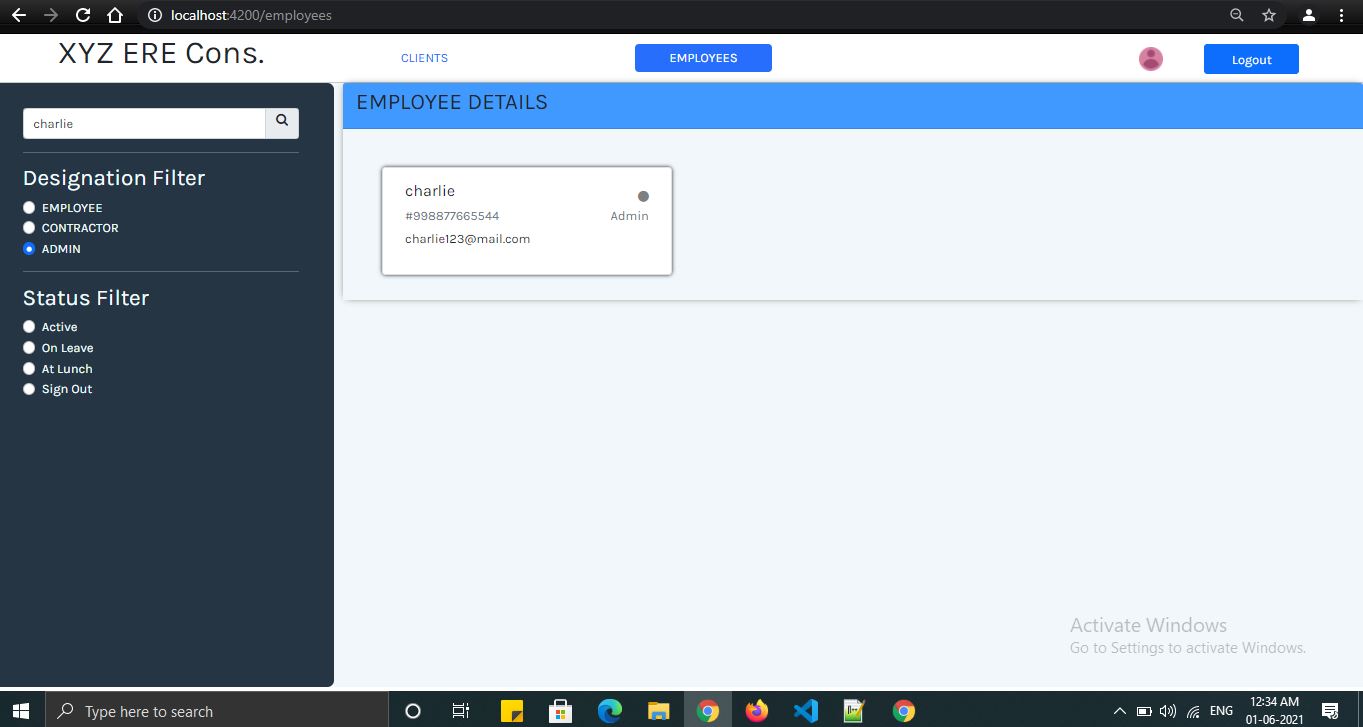 localhost:4200/employees
XYZ ERE Cons.
CLIENTS
EMPLOYEES
Logout
charlie
Designation Filter
EMPLOYEE
CONTRACTOR
ADMIN
Status Filter
Active
On Leave
At Lunch
Sign Out
EMPLOYEE DETAILS
charlie
#998877665544 Admin
charlie123@mail.com
Activate Windows
Go to Settings to activate Windows.
Type here to search
ENG
12:34 AM
01-06-2021